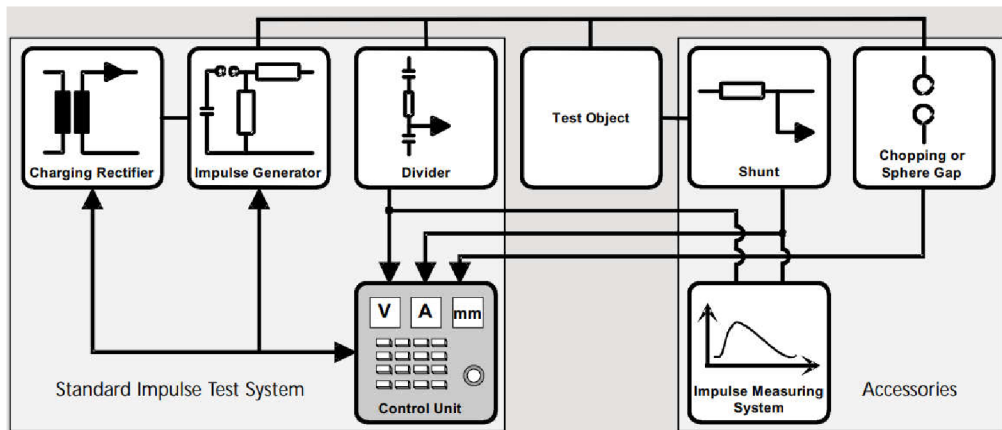 Charging Rectifier
Impulse Generator
Divider
Test Object
Shunt
Chopping or
Sphere Gap
V
A
mm
Control Unit
Impulse Measuring
System
Standard Impulse Test System
Accessories